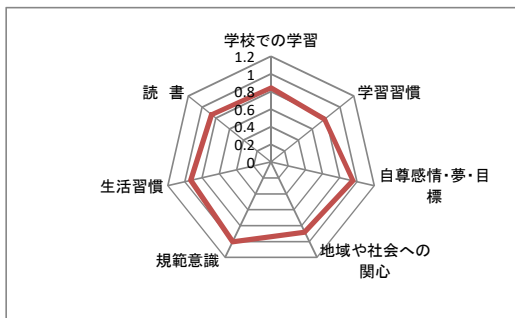 学校での学習
1.2
1
0.8
0.6
0.4
0.2
0
学習習慣
自尊感情・夢・目
標
地域や社会への
関心
規範意識
生活習慣
読 書